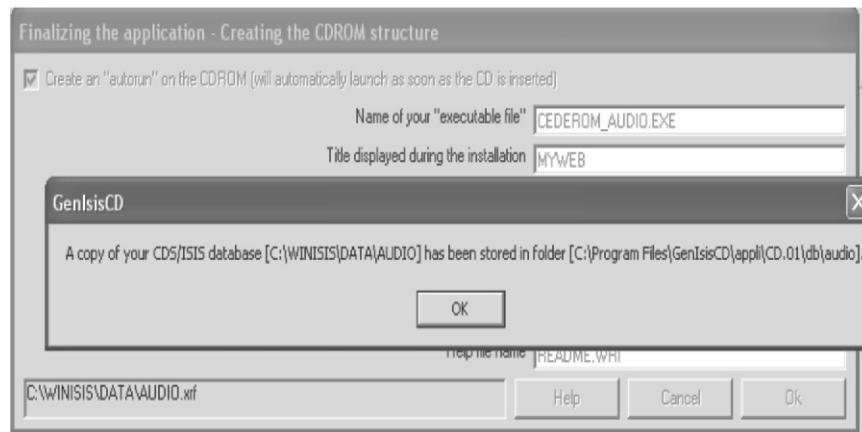 Finalizing the application - Creating the CDROM structure
Create an "autorun" on the CDROM (will automatically launch as soon as the CD is inserted)
Name of your "executable file" CEDEROM_AUDIO.EXE
Title displayed during the installation MYWEB
GenIsisCD
A copy of your CDS/ISIS database [C:\WINISIS\DATA\AUDIO] has been stored in folder [C:\Program Files\GenIsisCD\appli\CD.01\db\audio].
OK
Help file name README.WRI
C:\WINISIS\DATA\AUDIO.xrf
Help Cancel Ok